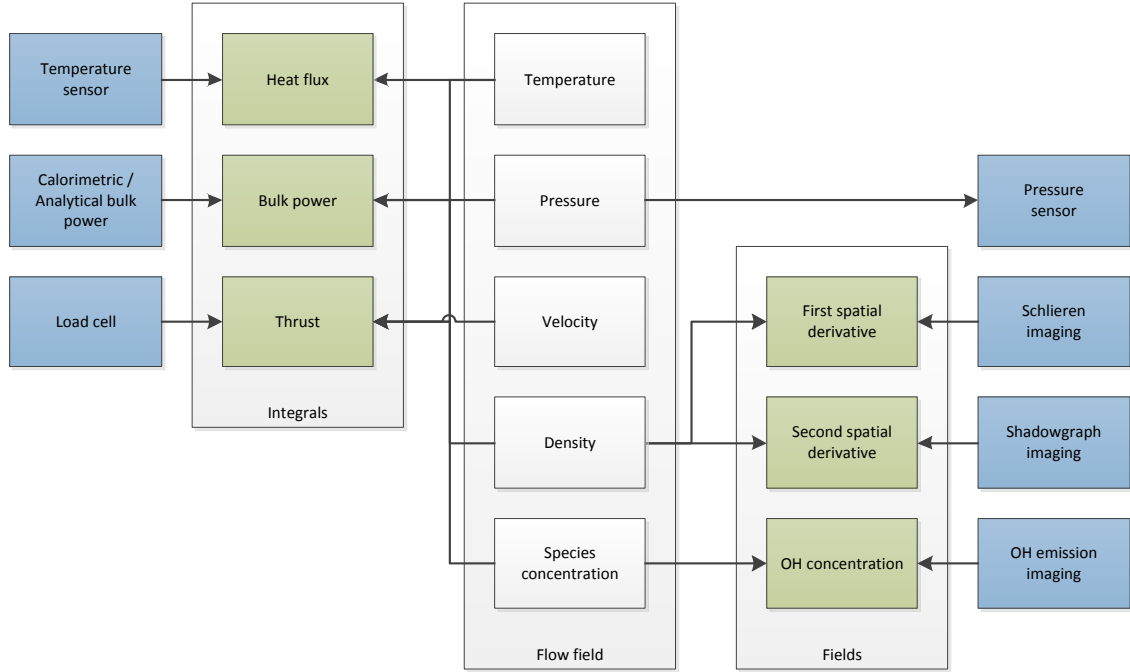 Temperature
sensor
Heat flux
Temperature
Calorimetric /
Analytical bulk
power
Bulk power
Pressure
Pressure
sensor
Load cell
Thrust
Velocity
First spatial
derivative
Schlieren
imaging
Integrals
Density
Second spatial
derivative
Shadowgraph
imaging
Species
concentration
OH concentration
OH emission
imaging
Flow field
Fields